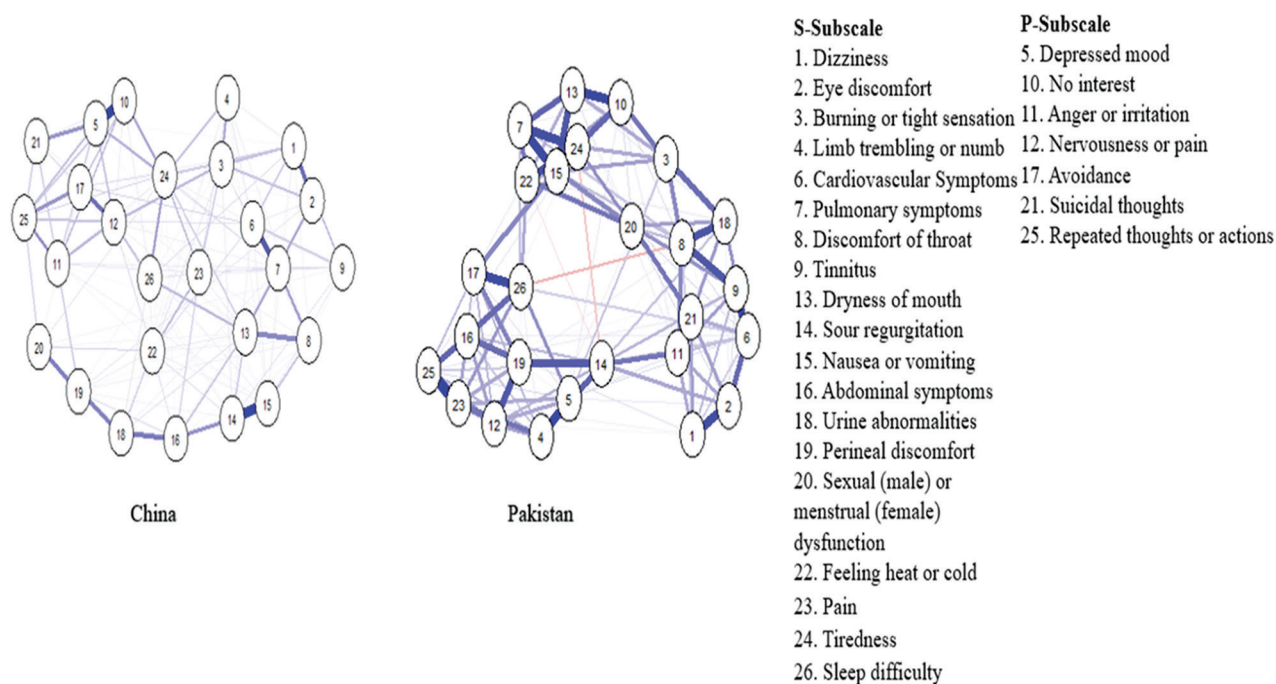 10
4
5
21
1
3
24
17
2
25
12
6
11
26
23
7
9
13
8
20
22
19
15
14
18
16
China
13
10
7
24
3
22
15
18
20
8
17
26
9
21
6
16
11
19
14
25
5
23
2
12
4
1
Pakistan
S-Subscale
1. Dizziness
2. Eye discomfort
3. Burning or tight sensation
4. Limb trembling or numb
6. Cardiovascular Symptoms
7. Pulmonary symptoms
8. Discomfort of throat
9. Tinnitus
13. Dryness of mouth
14. Sour regurgitation
15. Nausea or vomiting
16. Abdominal symptoms
18. Urine abnormalities
19. Perineal discomfort
20. Sexual (male) or
menstrual (female)
dysfunction
22. Feeling heat or cold
23. Pain
24. Tiredness
26. Sleep difficulty
P-Subscale
5. Depressed mood
10. No interest
11. Anger or irritation
12. Nervousness or pain
17. Avoidance
21. Suicidal thoughts
25. Repeated thoughts or actions